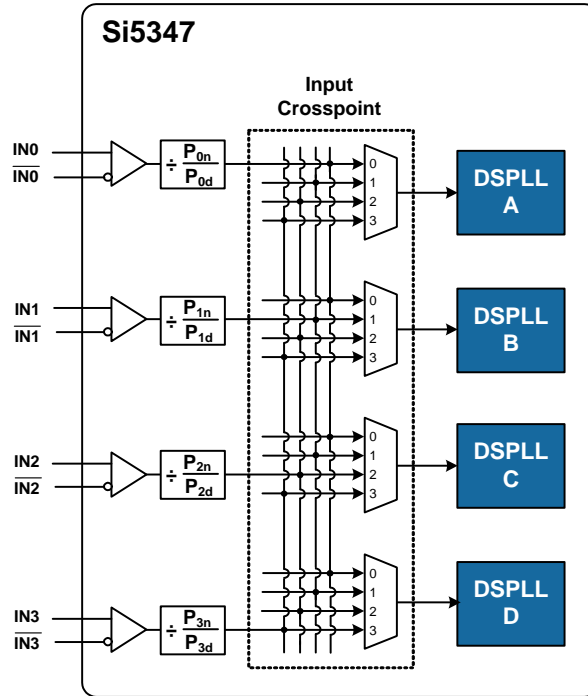 Si5347
Input
Crosspoint
IN0
IN0
÷ P0n
P0d
0
1
2
3
DSPLL
A
IN1
IN1
÷ P1n
P1d
0
1
2
3
DSPLL
B
IN2
IN2
÷ P2n
P2d
0
1
2
3
DSPLL
C
IN3
IN3
÷ P3n
P3d
0
1
2
3
DSPLL
D